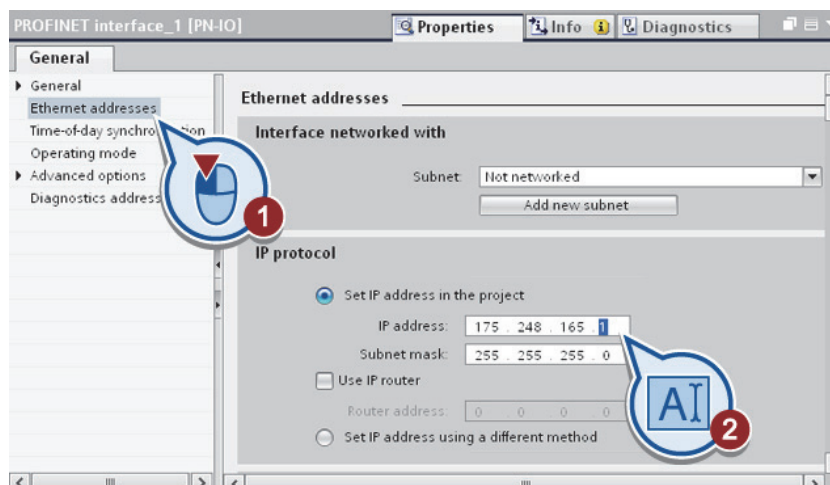 PROFINET interface_1 [PN-IO]
Properties
Info
Diagnostics
General
General
Ethernet addresses
Time-of-day synchro tion
Operating mode
Advanced options
Diagnostics address
1
Ethernet addresses
Interface networked with
Subnet: Not networked
Add new subnet
IP protocol
Set IP address in the project
IP address: 175 . 248 . 165 . 1
Subnet mask: 255 . 255 . 255 . 0
Use IP router
Router address: 0 . 0 . 0 . 0
Set IP address using a different method
A
2